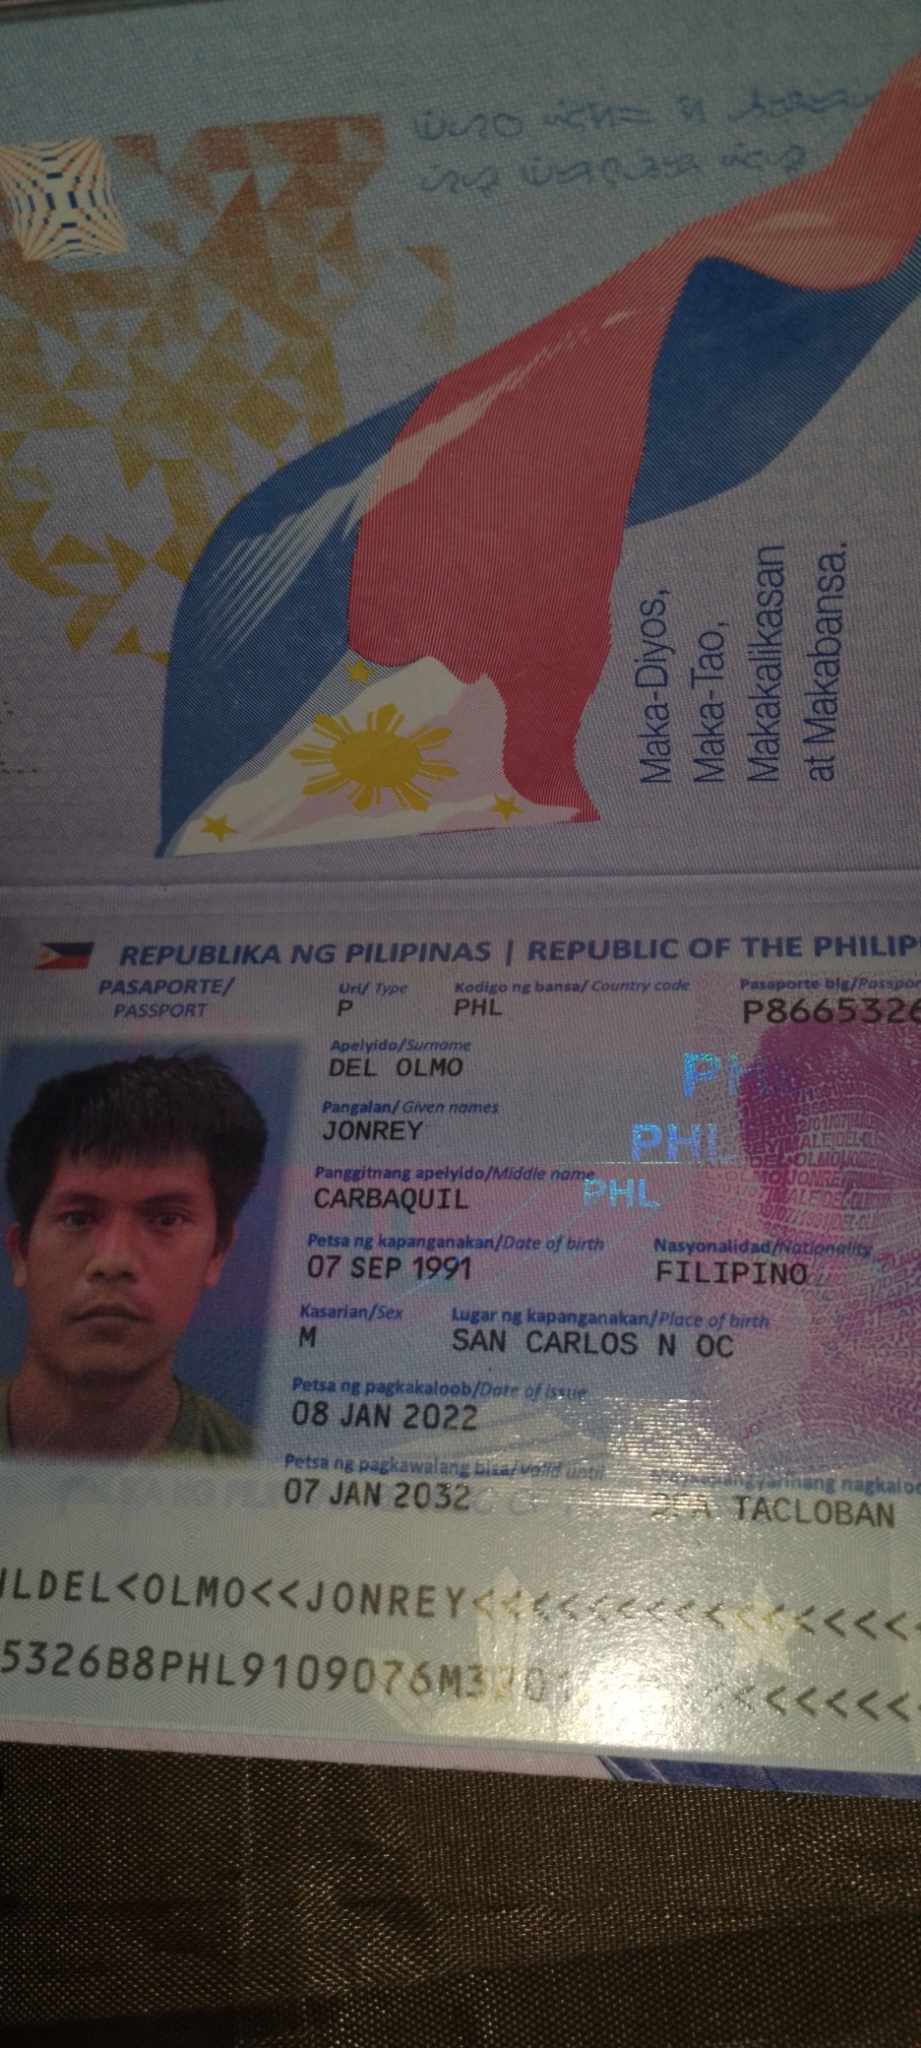 Maka-Diyos,
Maka-Tao,
Makakalikasan
at Makabansa.
REPUBLIKA NG PILIPINAS | REPUBLIC OF THE PHILIP
PASAPORTE/
PASSPORT
Uri/ Type
P
Kodigo ng bansa/ Country code
PHL
Pasaporte blg/Passpor
P8665326
Apelyido/Surname
DEL OLMO
Pangalan/ Given names
JONREY
Panggitnang apelyido/Middle name
CARBAQUIL
Petsa ng kapanganakan/Date of birth
07 SEP 1991
Nasyonalidad/Nationality
FILIPINO
Kasarian/Sex
M
Lugar ng kapanganakan/Place of birth
SAN CARLOS N OC
Petsa ng pagkakaloob/Date of issue
08 JAN 2022
Petsa ng pagkawalang bisa/Valid until
07 JAN 2032
nagkaloo
TACLOBAN
PHL
PHL
LDEL<OLMO<<JONREY<<<<<<<<<<<<<<<<<
5326B8PHL9109076M3